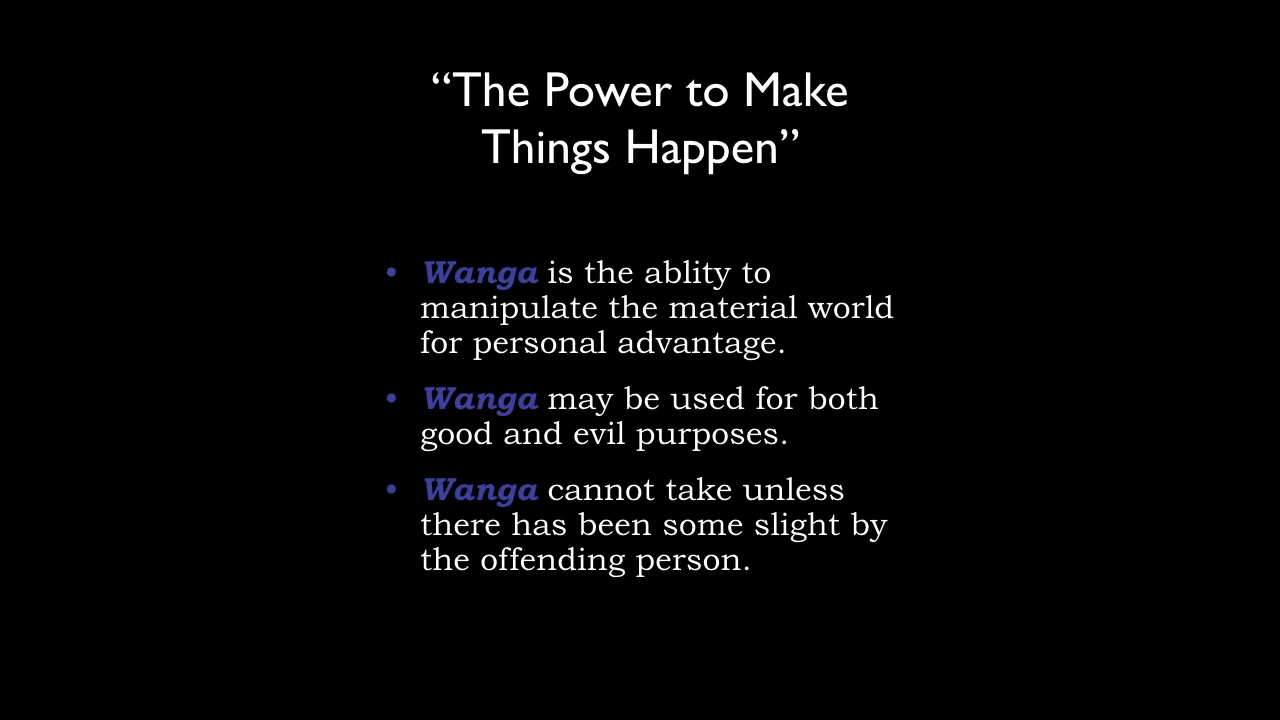 “The Power to Make
Things Happen”
• Wanga is the ablity to
manipulate the material world
for personal advantage.
• Wanga may be used for both
good and evil purposes.
• Wanga cannot take unless
there has been some slight by
the offending person.